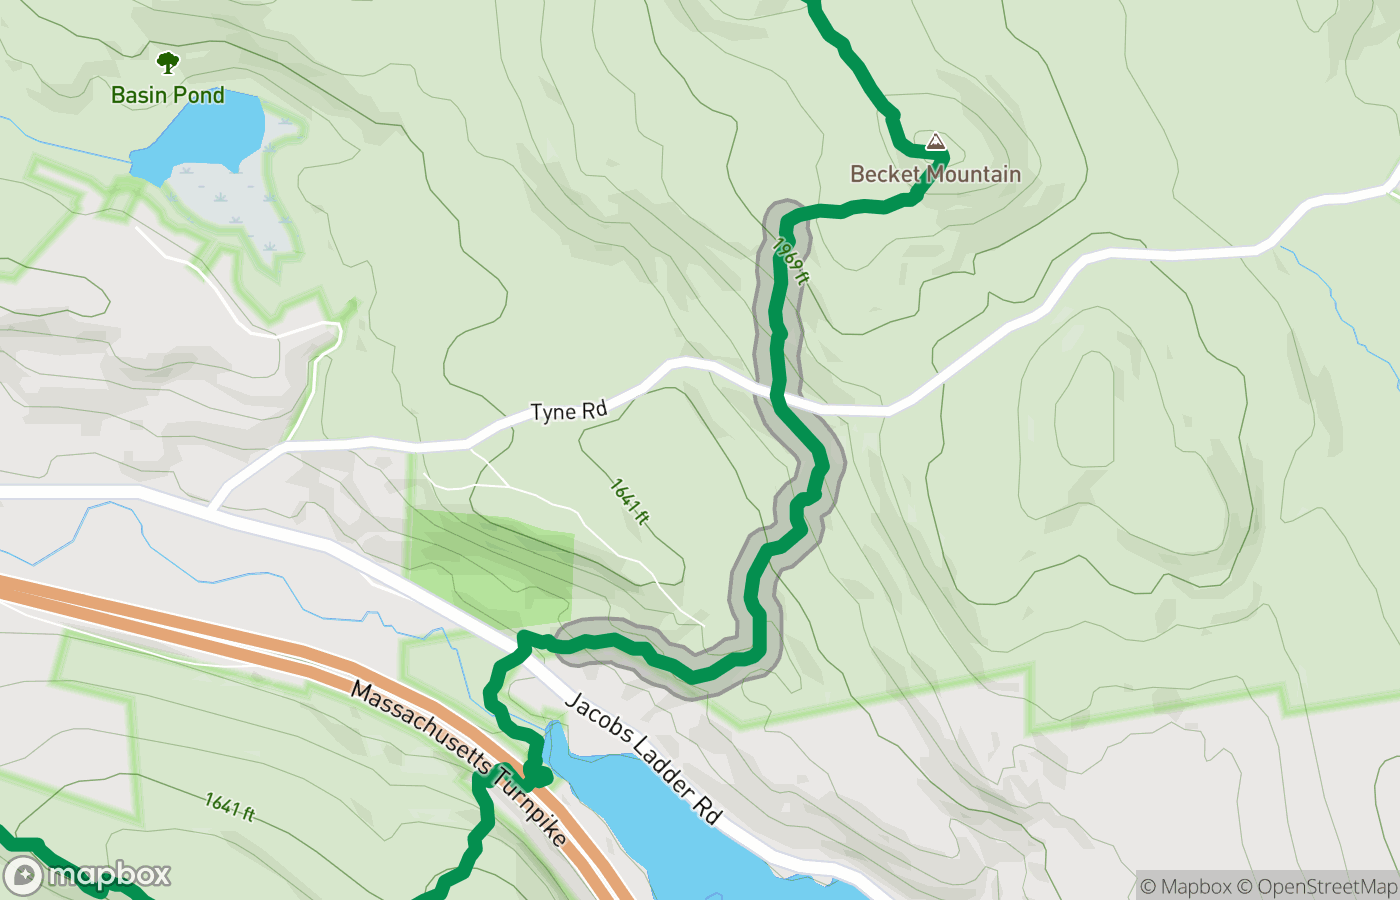 Basin Pond
Becket Mountain
1969 ft
Tyne Rd
1641 ft
Massachusetts Turnpike
Jacobs Ladder Rd
1641 ft
mapbox
© Mapbox © OpenStreetMap